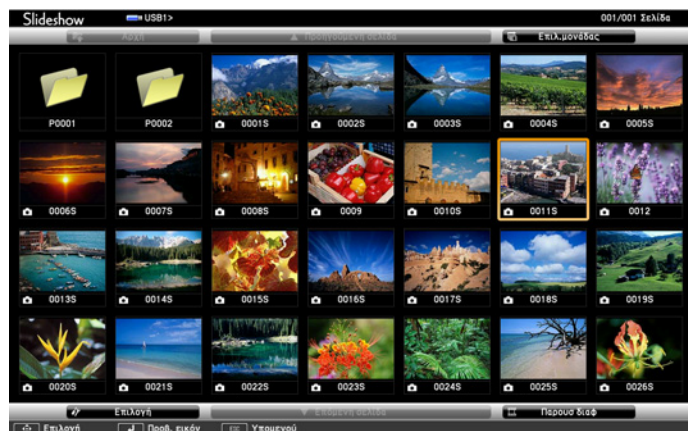 Slideshow USB1> 001/001 Σελίδα
Αρχή Προηγούμενη σελίδα Επιλ.μονάδας
P0001 P0002 0001S 0002S 0003S 0004S 0005S
0006S 0007S 0008S 0009 0010S 0011S 0012
0013S 0014S 0015S 0016S 0017S 0018S 0019S
0020S 0021S 0022S 0023S 0024S 0025S 0026S
Επιλογή Επόμενη σελίδα Παρουσ διαφ
Επιλογή Προβ. εικόν ESC Υπομενού